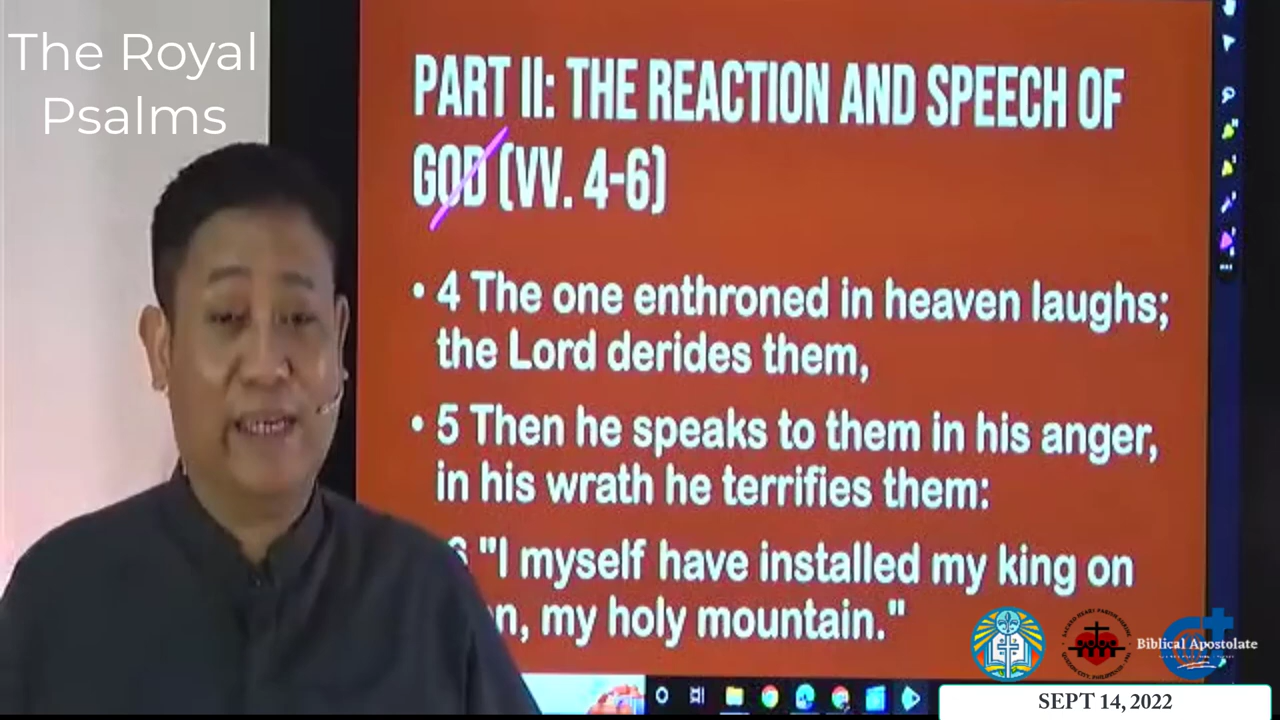 The Royal
Psalms
PART II: THE REACTION AND SPEECH OF
GOD (VV. 4-6)
• 4 The one enthroned in heaven laughs;
the Lord derides them,
• 5 Then he speaks to them in his anger,
in his wrath he terrifies them:
6 "I myself have installed my king on
n, my holy mountain."
Biblical Apostolate
SEPT 14, 2022